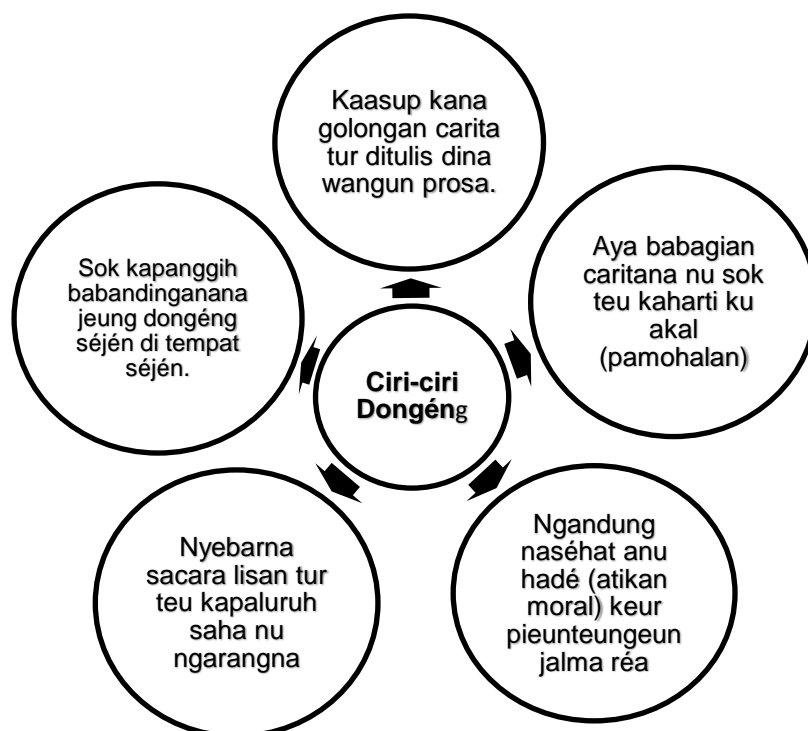 Kaasup kana
golongan carita
tur ditulis dina
wangun prosa.
Aya babagian
caritana nu sok
teu kaharti ku
akal
(pamohalan)
Ngandung
naséhat anu
hadé (atikan
moral) keur
pieunteungeun
jalma réa
Nyebarna
sacara lisan tur
teu kapaluruh
saha nu
ngarangna
Sok kapanggih
babandinganana
jeung dongéng
séjén di tempat
séjén.
Ciri-ciri
Dongéng